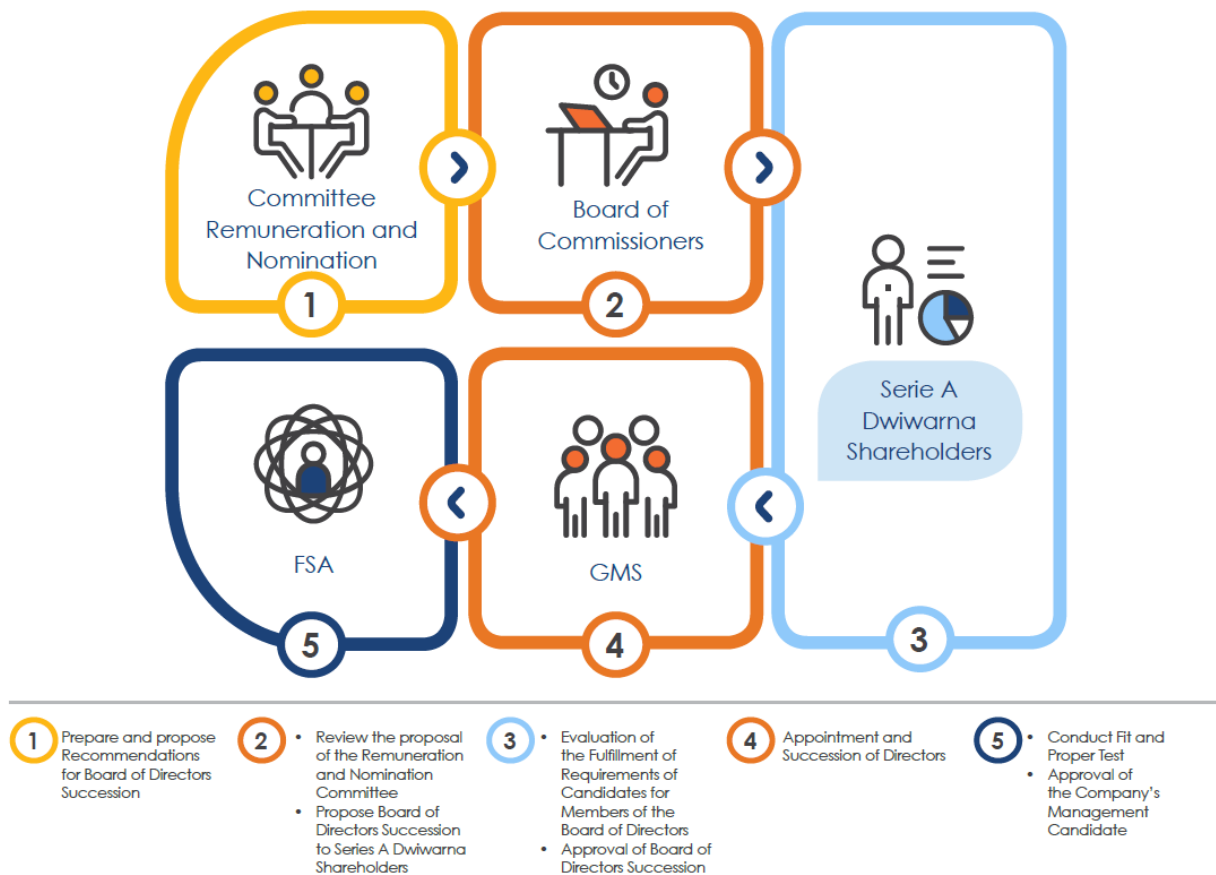 Committee
Remuneration and
Nomination
1
Board of
Commissioners
2
Serie A
Dwiwarna
Shareholders
3
FSA
5
GMS
4
1 Prepare and propose
Recommendations
for Board of Directors
Succession
2 • Review the proposal
of the Remuneration
and Nomination
Committee
• Propose Board of
Directors Succession
to Series A Dwiwarna
Shareholders
3 • Evaluation of
the Fulfillment of
Requirements of
Candidates for
Members of the
Board of Directors
• Approval of Board of
Directors Succession
4 Appointment and
Succession of Directors
5 • Conduct Fit and
Proper Test
• Approval of
the Company's
Management
Candidate